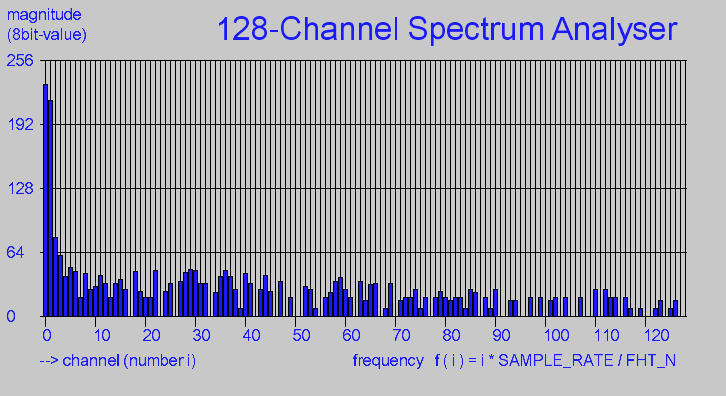 magnitude
(8bit-value)
128-Channel Spectrum Analyser
256
192
128
64
0
0 10 20 30 40 50 60 70 80 90 100 110 120
--> channel (number i) frequency f ( i ) = i * SAMPLE_RATE / FHT_N